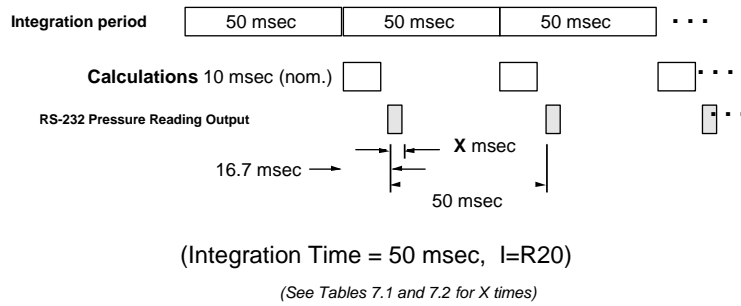 Integration period 50 msec 50 msec 50 msec . . .
Calculations 10 msec (nom.) . . .
RS-232 Pressure Reading Output . . .
X msec
16.7 msec
50 msec
(Integration Time = 50 msec, I=R20)
(See Tables 7.1 and 7.2 for X times)